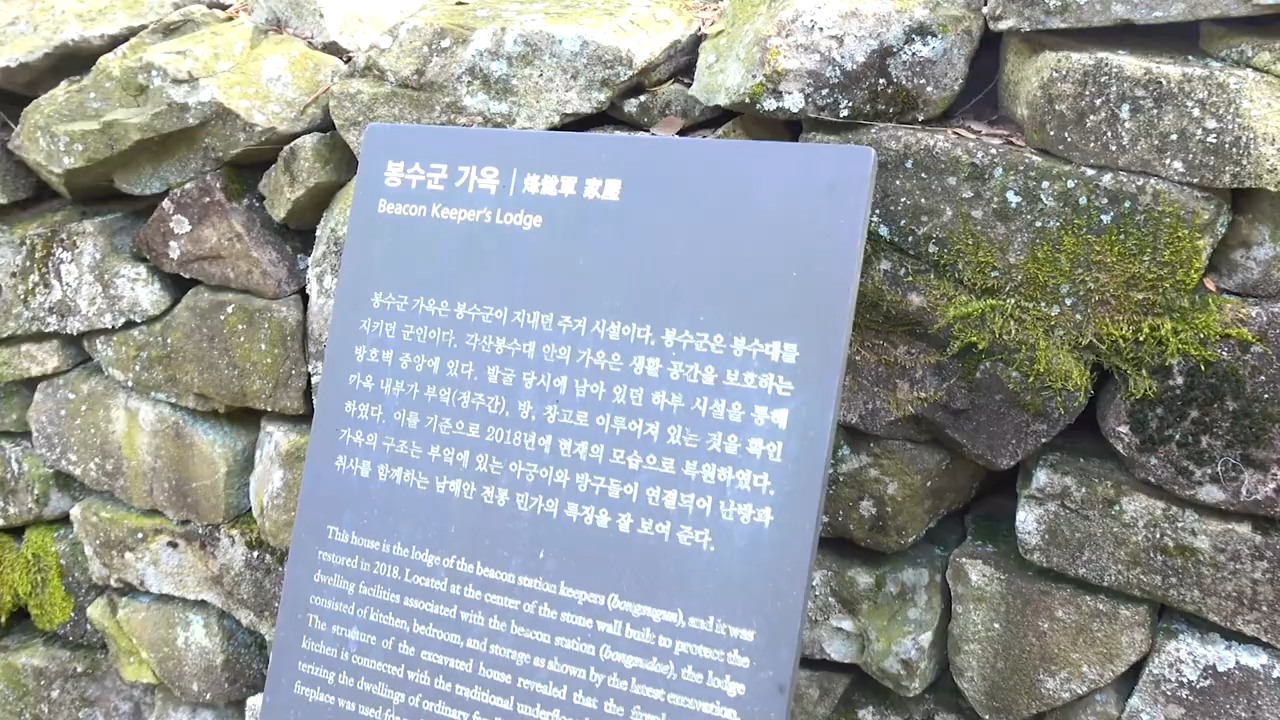 봉수군 가옥 | 烽燧軍 家屋
Beacon Keeper's Lodge
봉수군 가옥은 봉수군이 지내던 주거 시설이다. 봉수군은 봉수대를
지키던 군인이다. 각산봉수대 안의 가옥은 생활 공간을 보호하는
방호벽 중앙에 있다. 발굴 당시에 남아 있던 하부 시설을 통해
가옥 내부가 부엌(정주간), 방, 창고로 이루어져 있는 것을 확인
하였다. 이를 기준으로 2018년에 현재의 모습으로 복원하였다.
가옥의 구조는 부엌에 있는 아궁이와 방구들이 연결되어 난방과
취사를 함께하는 남해안 전통 민가의 특징을 잘 보여 준다.
This house is the lodge of the beacon station keepers (bongsugun), and it was
restored in 2018. Located at the center of the stone wall built to protect the
dwelling facilities associated with the beacon station (bongsudae), the lodge
consisted of kitchen, bedroom, and storage as shown by the latest excavation.
The structure of the excavated house revealed that the
kitchen is connected with the traditional
terizing the dwellings of ordinary
fireplace was used